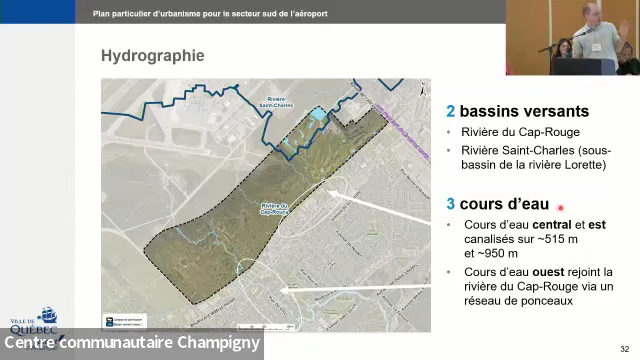 Plan particulier d'urbanisme pour le secteur sud de l'aéroport
Hydrographie
Rivière
Saint-Charles
Rivière du
Cap-Rouge
2 bassins versants
• Rivière du Cap-Rouge
• Rivière Saint-Charles (sous-
bassin de la rivière Lorette)
3 cours d'eau
• Cours d'eau central et est
canalisés sur ~515 m
et ~950 m
• Cours d'eau ouest rejoint la
rivière du Cap-Rouge via un
réseau de ponceaux
VILLE DE
QUÉBEC
Centre communautaire Champigny
32